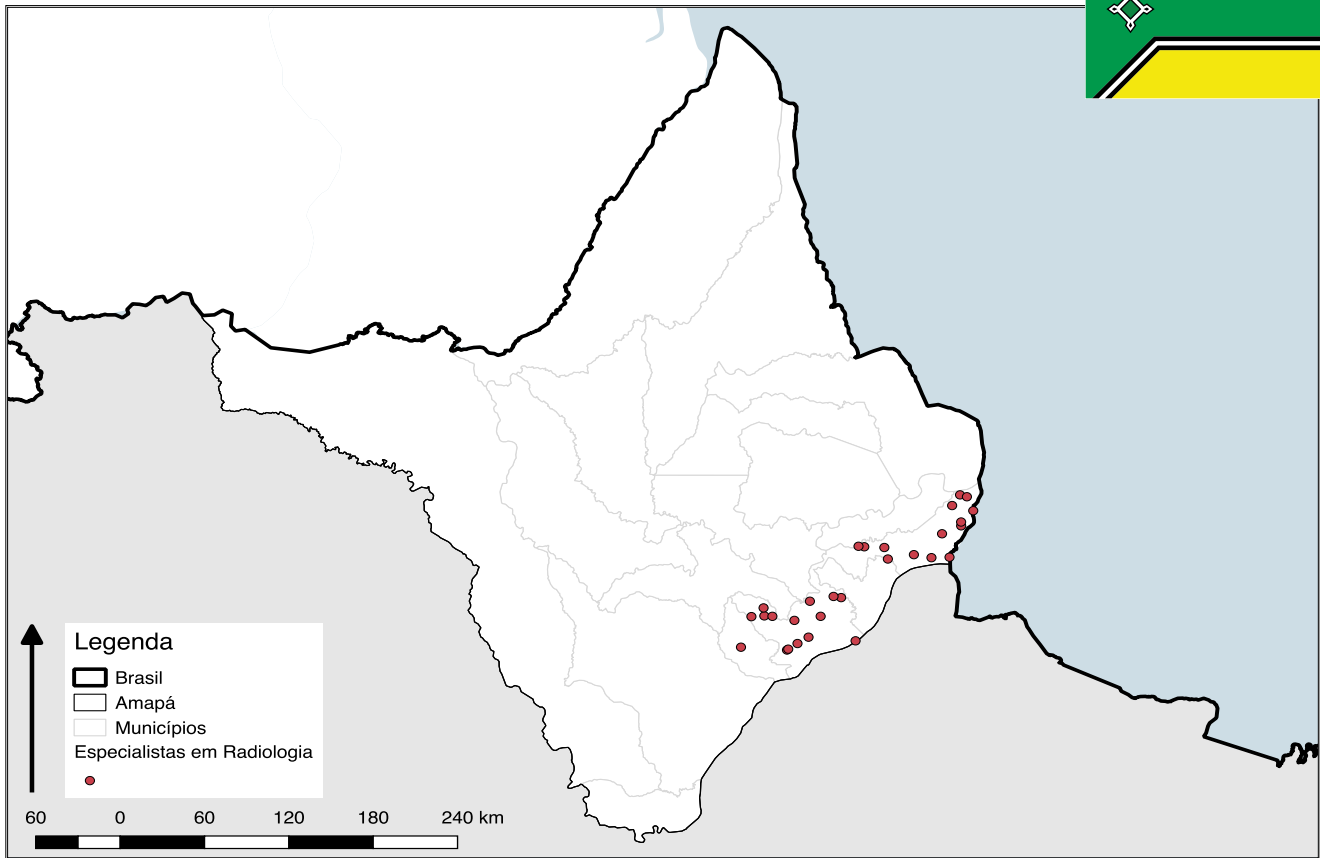 Legenda
Brasil
Amapá
Municípios
Especialistas em Radiologia
60 0 60 120 180 240 km